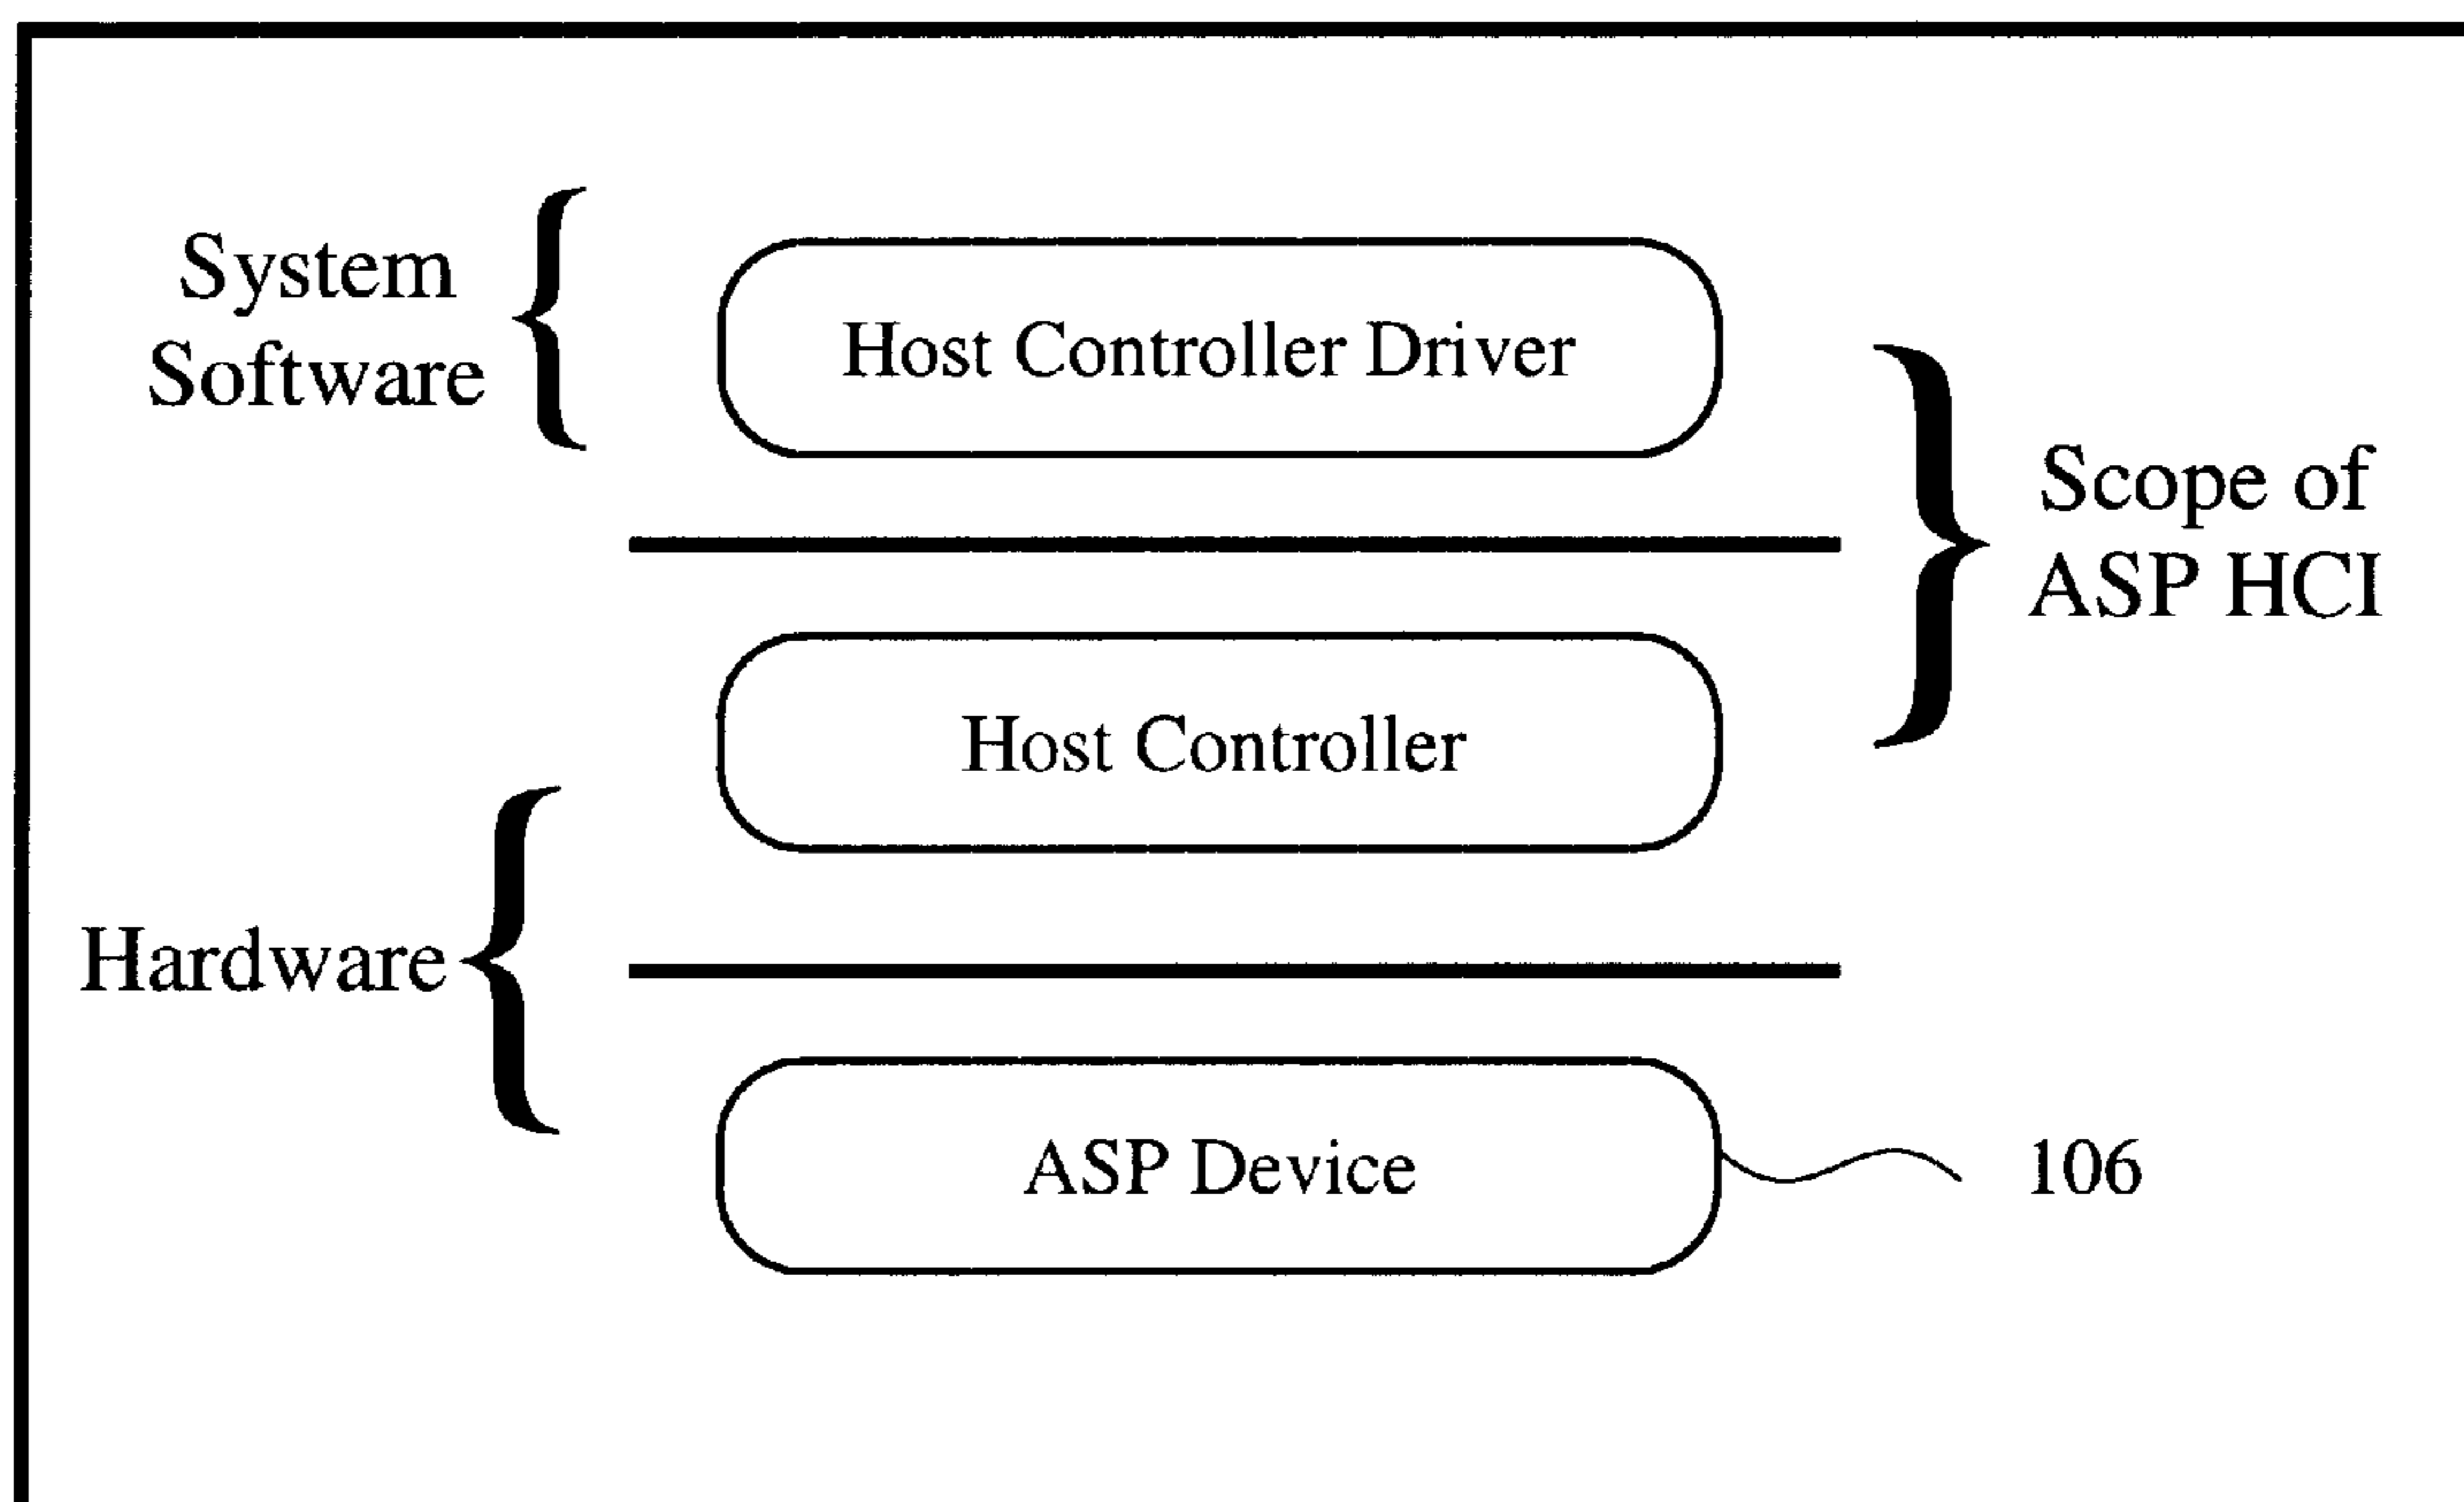 System
Software
Host Controller Driver
Scope of
ASP HCI
Host Controller
Hardware
ASP Device
106